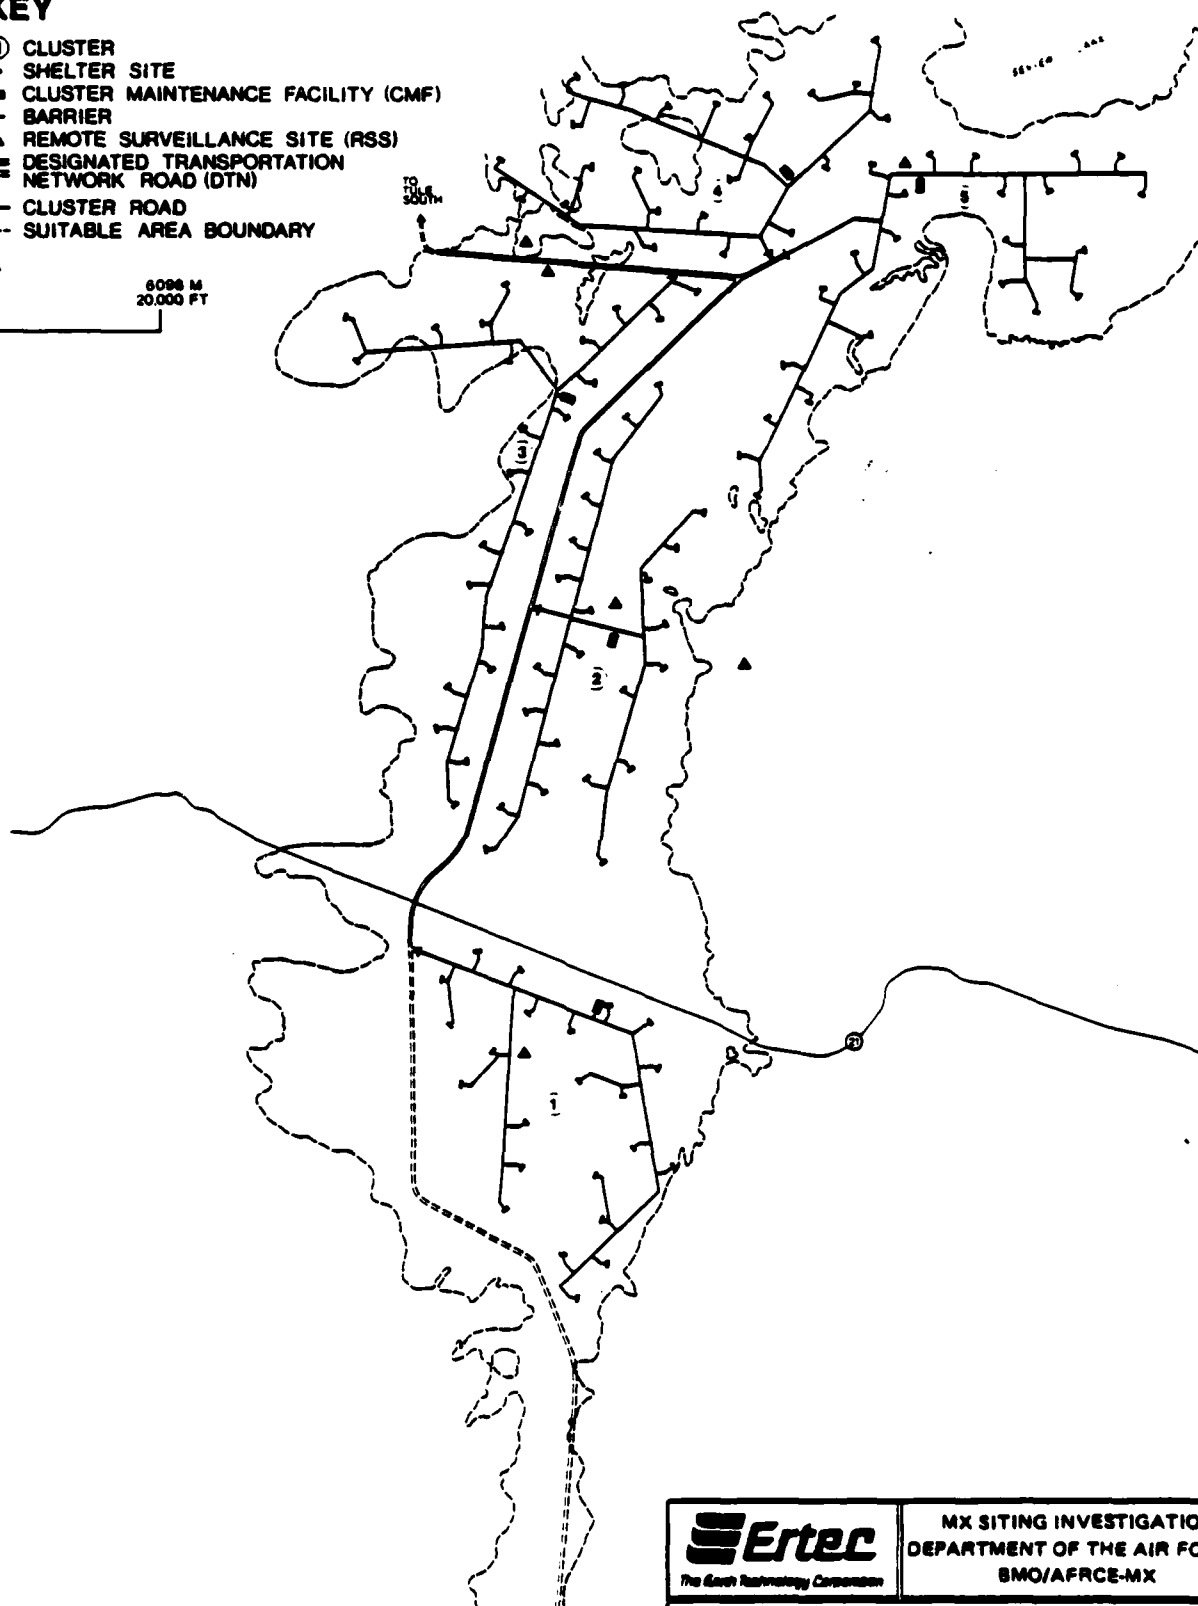 KEY
1 CLUSTER
SHELTER SITE
CLUSTER MAINTENANCE FACILITY (CMF)
BARRIER
REMOTE SURVEILLANCE SITE (RSS)
DESIGNATED TRANSPORTATION
NETWORK ROAD (DTN)
CLUSTER ROAD
SUITABLE AREA BOUNDARY
6096 M
20,000 FT
TO
TULE
SOUTH
4
5
3
2
21
1
Ertec
The Earth Technology Corporation
MX SITING INVESTIGATIO
DEPARTMENT OF THE AIR FO
BMO/AFRCE-MX